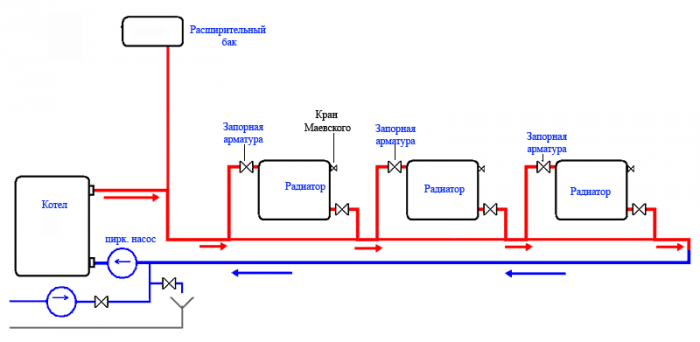 Расширительный
бак
Кран
Маевского
Запорная
арматура
Запорная
арматура
Запорная
арматура
Радиатор
Радиатор
Радиатор
Котел
цирк. насос